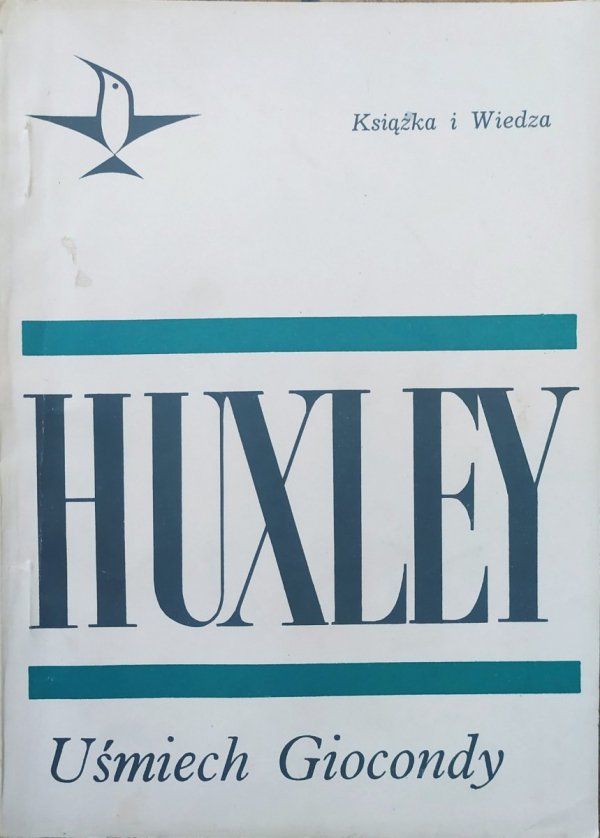 Książka i Wiedza
HUXLEY
Uśmiech Giocondy